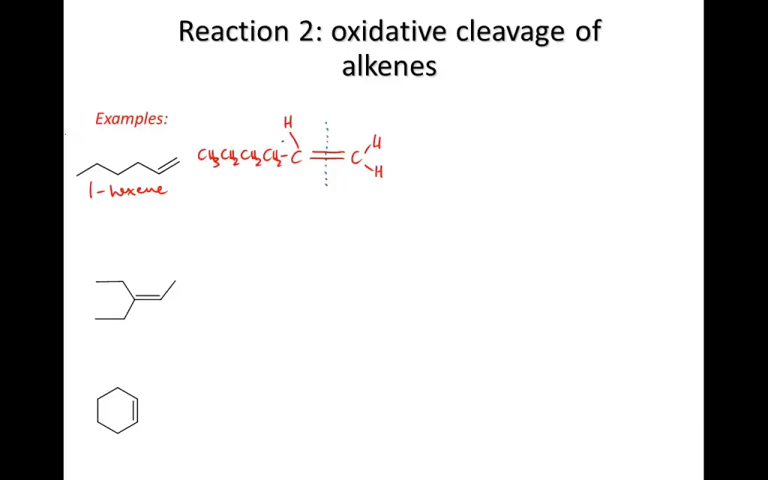 Reaction 2: oxidative cleavage of
alkenes
Examples:
H
CH3CH2CH2CH2-C=C
H
H
1-hexene